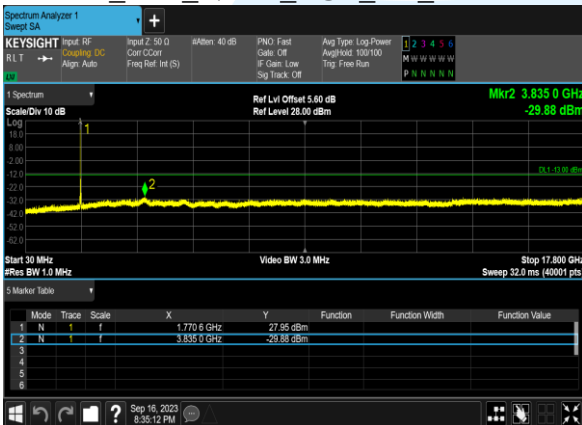 Spectrum Analyzer 1
Swept SA
+
KEYSIGHT Input: RF Input Z: 50 Ω #Atten: 40 dB PNO: Fast Avg Type: Log-Power 1 2 3 4 5 6
RLT Coupling: DC Corr CCorr Gate: Off Avg|Hold: 100/100 M W W W W W
Align: Auto Freq Ref: Int (S) IF Gain: Low Trig: Free Run
Sig Track: Off P N N N N N
LW
1 Spectrum Ref Lvl Offset 5.60 dB Mkr2 3.835 0 GHz
Scale/Div 10 dB Ref Level 28.00 dBm -29.88 dBm
Log
18.0
8.00
-2.00
-12.0
-22.0
-32.0
-42.0
-52.0
-62.0
1
2
DL1 -13.00 dBm
Start 30 MHz Video BW 3.0 MHz Stop 17.800 GHz
#Res BW 1.0 MHz Sweep 32.0 ms (40001 pts
5 Marker Table
Mode Trace Scale X Y Function Function Width Function Value
1 N 1 f 1.770 6 GHz 27.95 dBm
2 N 1 f 3.835 0 GHz -29.88 dBm
3
4
5
6
? Sep 16, 2023
8:35:12 PM